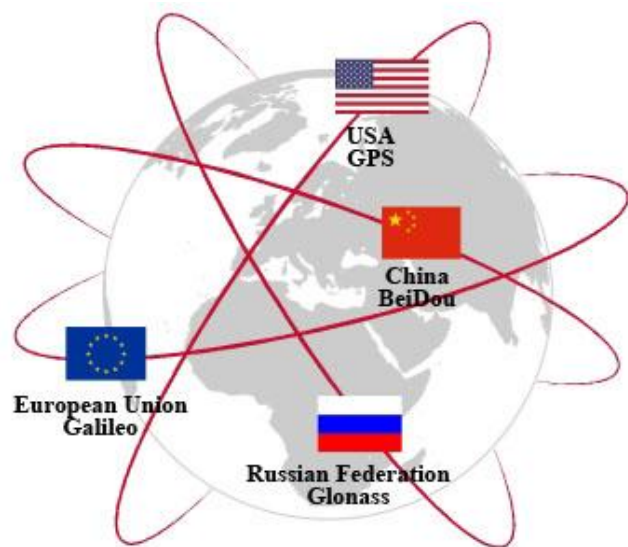 USA
GPS
China
BeiDou
European Union
Galileo
Russian Federation
Glonass